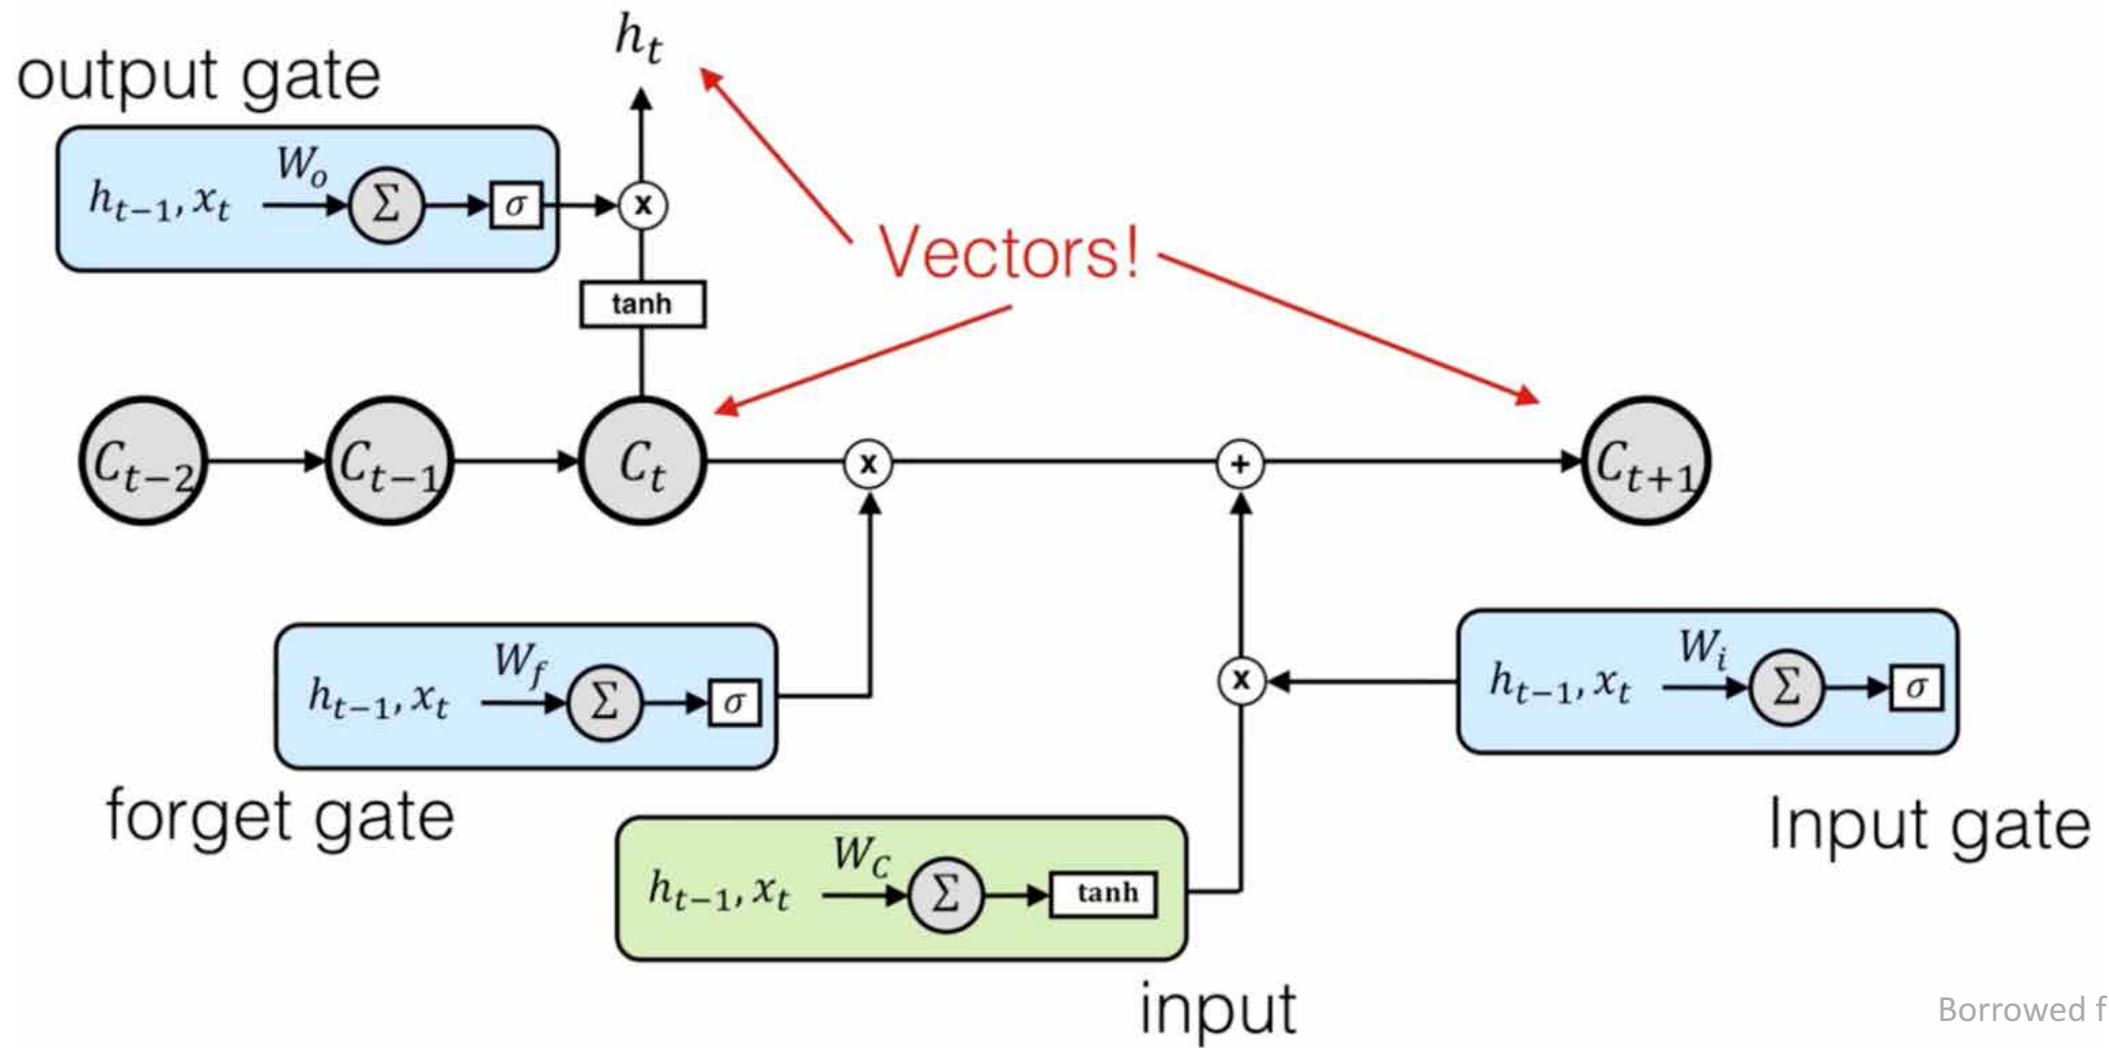 h_t
output gate
W_o
h_{t−1}, x_t Σ σ x
Vectors!
tanh
C_{t−2} C_{t−1} C_t x + C_{t+1}
W_f
h_{t−1}, x_t Σ σ
forget gate
x
W_i
h_{t−1}, x_t Σ σ
Input gate
W_C
h_{t−1}, x_t Σ tanh
input
Borrowed f